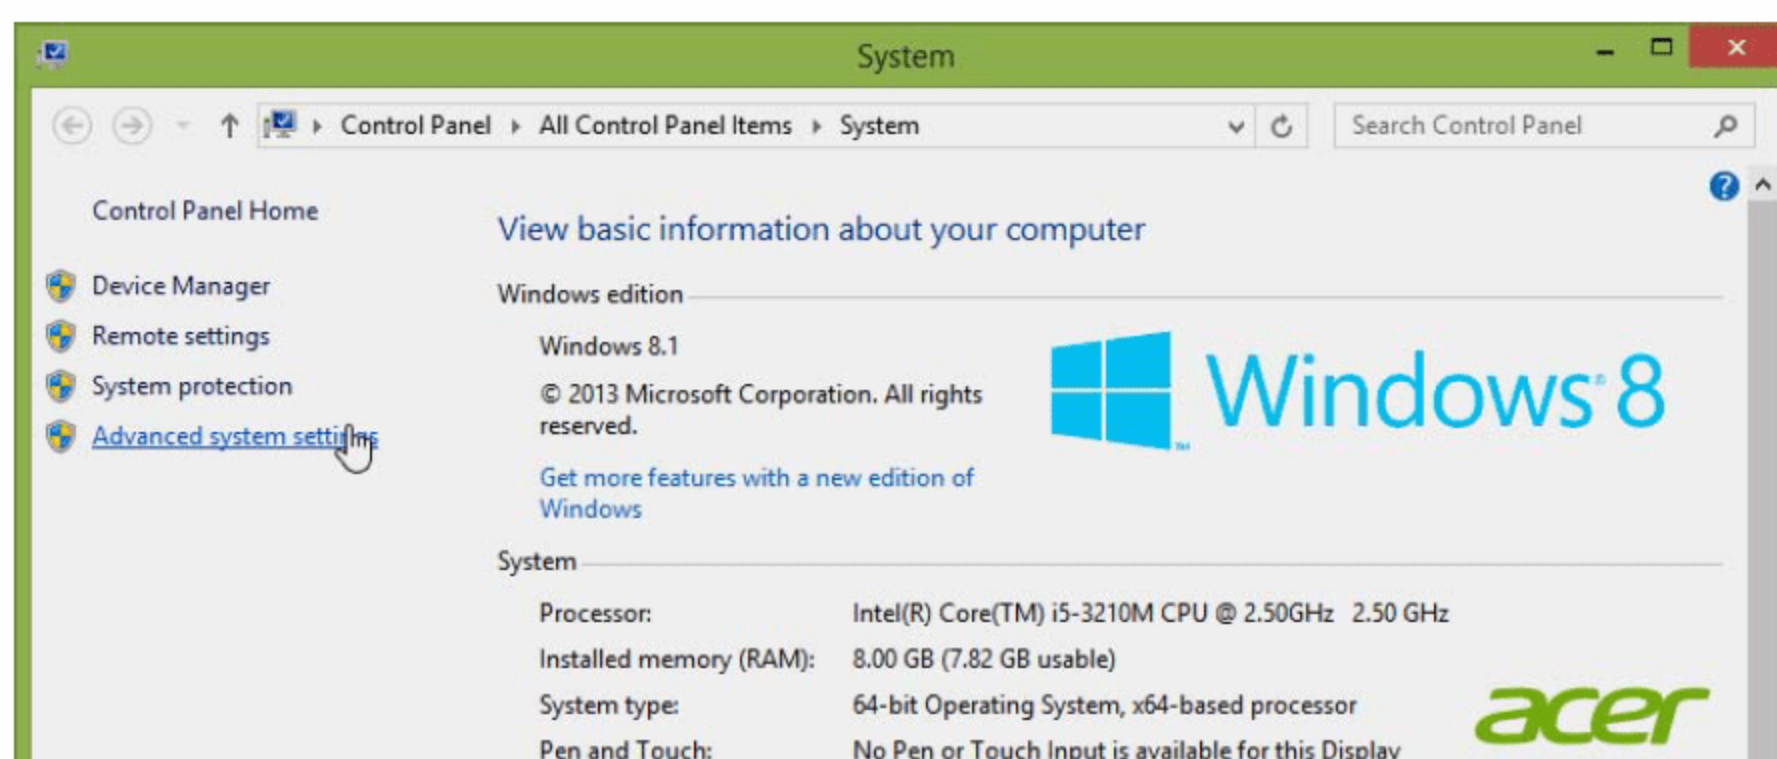 System
Control Panel All Control Panel Items System
Search Control Panel
Control Panel Home
Device Manager
Remote settings
System protection
Advanced system settings
View basic information about your computer
Windows edition
Windows 8.1
© 2013 Microsoft Corporation. All rights
reserved.
Get more features with a new edition of
Windows
Windows 8
System
Processor: Intel(R) Core(TM) i5-3210M CPU @ 2.50GHz 2.50 GHz
Installed memory (RAM): 8.00 GB (7.82 GB usable)
System type: 64-bit Operating System, x64-based processor
Pen and Touch: No Pen or Touch Input is available for this Display
acer